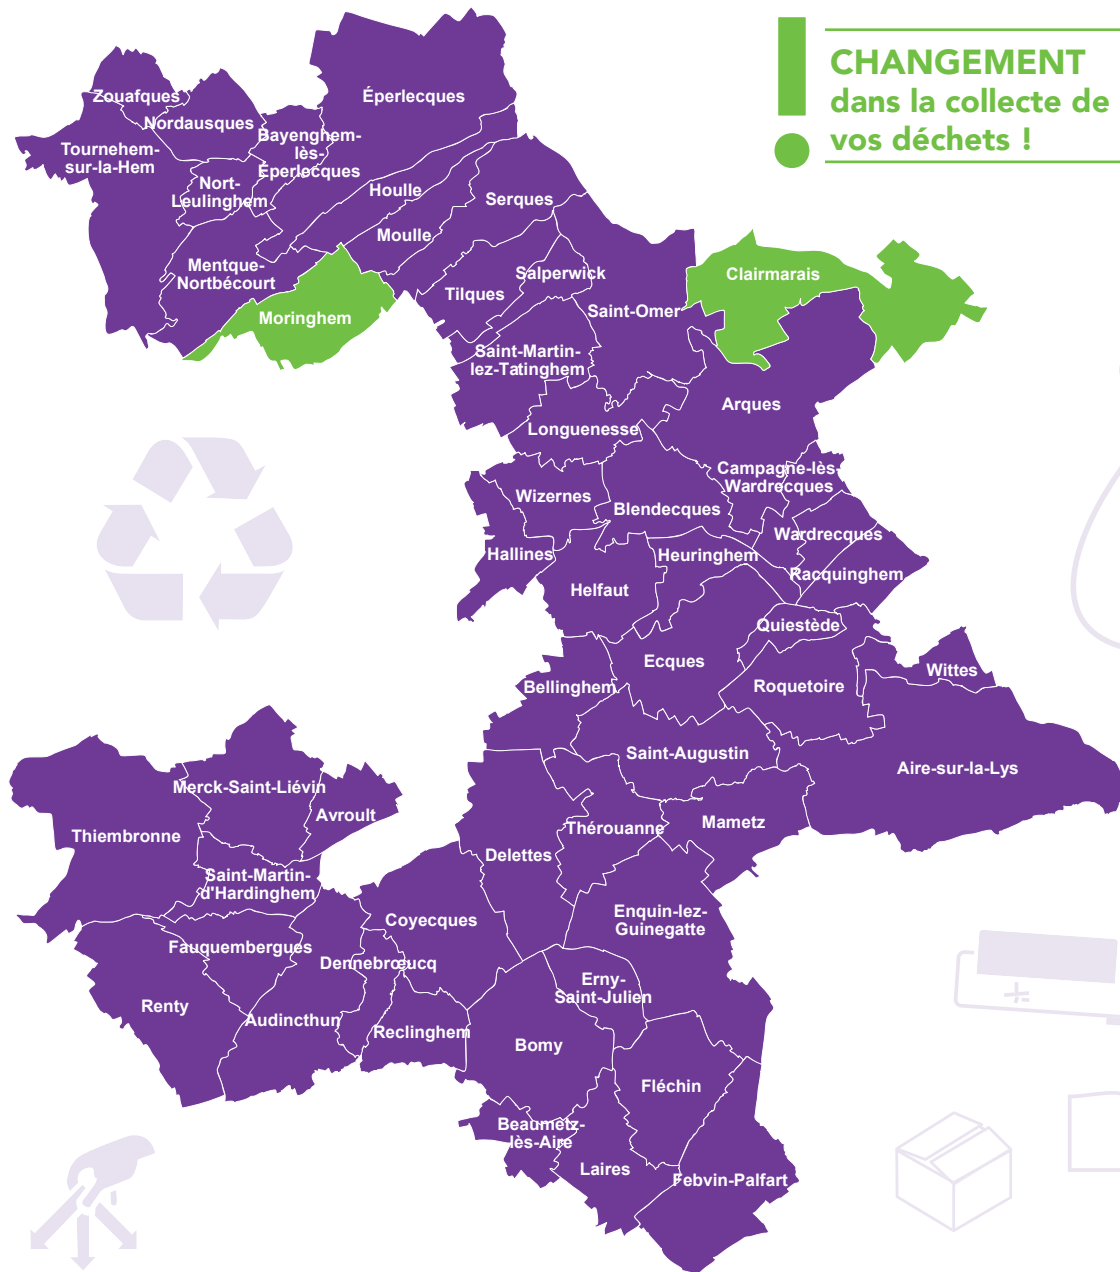 CHANGEMENT
dans la collecte de
vos déchets !
Éperlecques
Zouafques
Nordausques
Bayenghem-
lès-
Éperlecques
Tournehem-
sur-la-Hem
Nort-
Leulinghem
Houlle
Serques
Moulle
Mentque-
Nortbécourt
Salperwick
Clairmarais
Tilques
Moringhem
Saint-Omer
Saint-Martin-
lez-Tatinghem
Arques
Longuenesse
Campagne-lès-
Wardrecques
Wizernes
Blendecques
Wardrecques
Hallines
Heuringhem
Racquinghem
Helfaut
Quiestède
Ecques
Wittes
Bellinghem
Roquetoire
Saint-Augustin
Aire-sur-la-Lys
Merck-Saint-Liévin
Avroult
Thiembronne
Thérouanne
Mametz
Delettes
Saint-Martin-
d'Hardinghem
Coyecques
Enquin-lez-
Guinegatte
Fauquembergues
Dennebrœucq
Erny-
Saint-Julien
Renty
Audincthun
Reclinghem
Bomy
Fléchin
Beaumetz-
lès-Aire
Laires
Febvin-Palfart